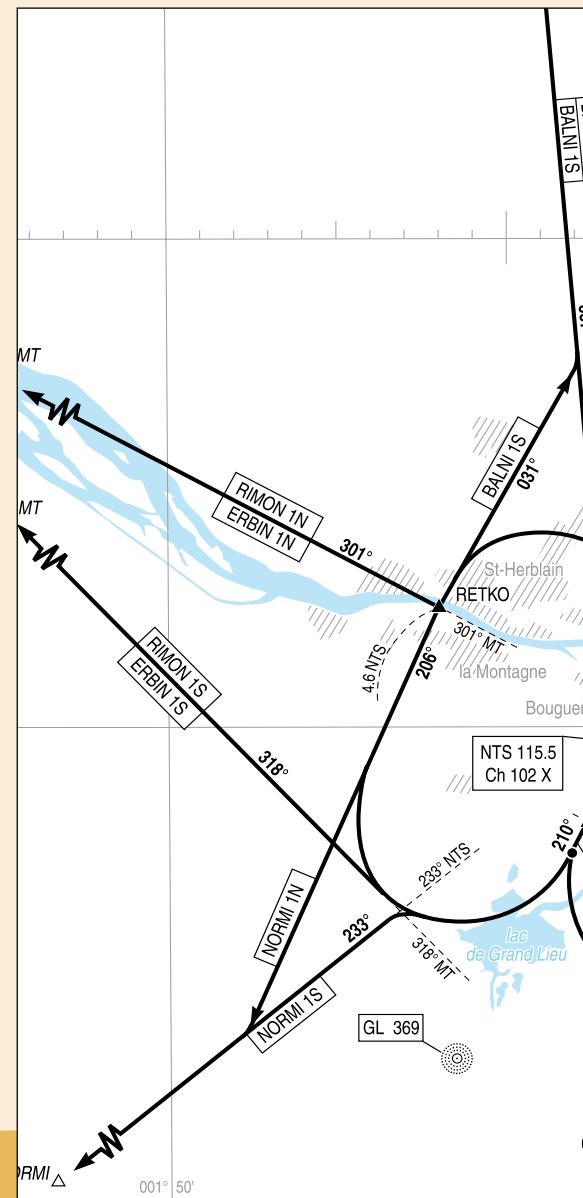 BALNI 1S
MT
BALNI 1S
031°
RIMON 1N
ERBIN 1N
301°
MT
St-Herblain
RETKO
301° MT
4.6 NTS
206°
la Montagne
RIMON 1S
ERBIN 1S
Bouguer
NTS 115.5
Ch 102 X
318°
210°
233° NTS
NORMI 1N
233°
318° MT
lac
de Grand Lieu
NORMI 1S
GL 369
ORMI
001° 50'